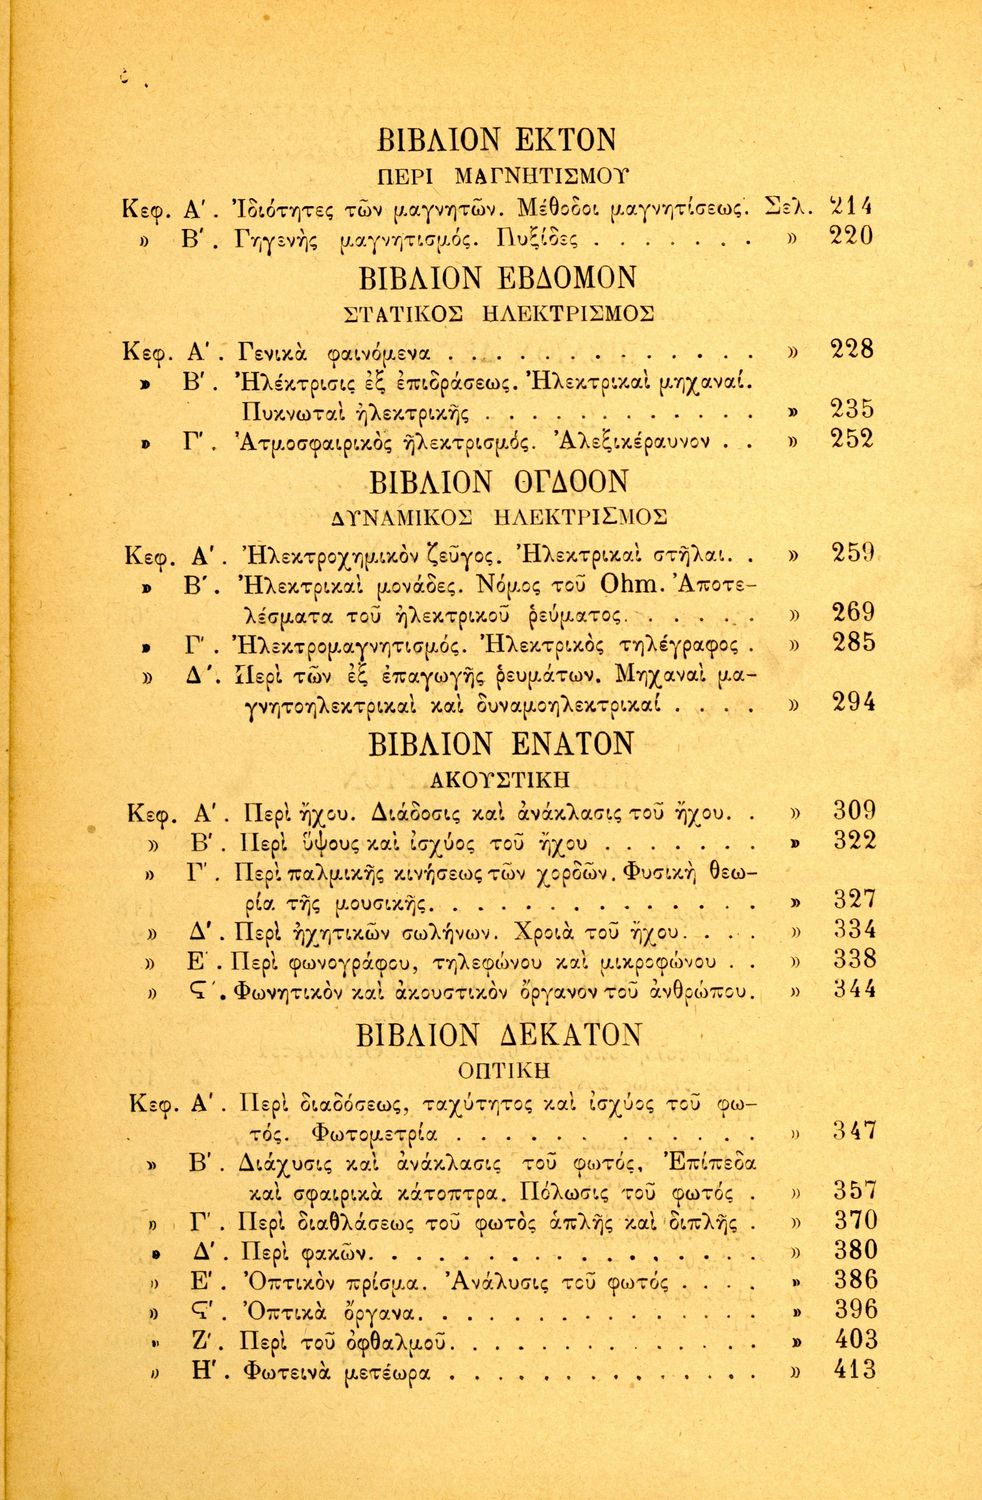 ΒΙΒΛΙΟΝ ΕΚΤΟΝ
ΠΕΡΙ ΜΑΓΝΗΤΙΣΜΟΥ
Κεφ. Α΄. Ἰδιότητες τῶν μαγνητῶν. Μέθοδοι μαγνητίσεως. Σελ. 214
» Β΄. Γηγενὴς μαγνητισμός. Πυξίδες . . . . . . . » 220
ΒΙΒΛΙΟΝ ΕΒΔΟΜΟΝ
ΣΤΑΤΙΚΟΣ ΗΛΕΚΤΡΙΣΜΟΣ
Κεφ. Α΄. Γενικὰ φαινόμενα . . . . . . . . . . . . . » 228
» Β΄. Ἠλέκτρισις ἐξ ἐπιδράσεως. Ἠλεκτρικαὶ μηχαναί.
Πυκνωταὶ ἠλεκτρικῆς . . . . . . . . . . . . » 235
» Γ΄. Ἀτμοσφαιρικὸς ἠλεκτρισμός. Ἀλεξικέραυνον . . » 252
ΒΙΒΛΙΟΝ ΟΓΔΟΟΝ
ΔΥΝΑΜΙΚΟΣ ΗΛΕΚΤΡΙΣΜΟΣ
Κεφ. Α΄. Ἠλεκτροχημικὸν ζεῦγος. Ἠλεκτρικαὶ στῆλαι. . » 259
» Β΄. Ἠλεκτρικαὶ μονάδες. Νόμος τοῦ Ohm. Ἀποτε-
λέσματα τοῦ ἠλεκτρικοῦ ῥεύματος. . . . . . » 269
» Γ΄. Ἠλεκτρομαγνητισμός. Ἠλεκτρικὸς τηλέγραφος . » 285
» Δ΄. Περὶ τῶν ἐξ ἐπαγωγῆς ῥευμάτων. Μηχαναὶ μα-
γνητοηλεκτρικαὶ καὶ δυναμοηλεκτρικαί . . . . » 294
ΒΙΒΛΙΟΝ ΕΝΑΤΟΝ
ΑΚΟΥΣΤΙΚΗ
Κεφ. Α΄. Περὶ ἤχου. Διάδοσις καὶ ἀνάκλασις τοῦ ἤχου. . » 309
» Β΄. Περὶ ὕψους καὶ ἰσχύος τοῦ ἤχου . . . . . . . » 322
» Γ΄. Περὶ παλμικῆς κινήσεως τῶν χορδῶν. Φυσικὴ θεω-
ρία τῆς μουσικῆς. . . . . . . . . . . . . . » 327
» Δ΄. Περὶ ἠχητικῶν σωλήνων. Χροιὰ τοῦ ἤχου. . . . » 334
» Ε΄. Περὶ φωνογράφου, τηλεφώνου καὶ μικροφώνου . . » 338
» Ϛ΄. Φωνητικὸν καὶ ἀκουστικὸν ὄργανον τοῦ ἀνθρώπου. » 344
ΒΙΒΛΙΟΝ ΔΕΚΑΤΟΝ
ΟΠΤΙΚΗ
Κεφ. Α΄. Περὶ διαδόσεως, ταχύτητος καὶ ἰσχύος τοῦ φω-
τός. Φωτομετρία . . . . . . . . . . . . . » 347
» Β΄. Διάχυσις καὶ ἀνάκλασις τοῦ φωτός, Ἐπίπεδα
καὶ σφαιρικὰ κάτοπτρα. Πόλωσις τοῦ φωτός . » 357
» Γ΄. Περὶ διαθλάσεως τοῦ φωτὸς ἁπλῆς καὶ διπλῆς . » 370
» Δ΄. Περὶ φακῶν. . . . . . . . . . . . . . . . » 380
» Ε΄. Ὀπτικὸν πρίσμα. Ἀνάλυσις τοῦ φωτός . . . . » 386
» Ϛ΄. Ὀπτικὰ ὄργανα. . . . . . . . . . . . . . » 396
» Ζ΄. Περὶ τοῦ ὀφθαλμοῦ. . . . . . . . . . . . . » 403
» Η΄. Φωτεινὰ μετέωρα . . . . . . . . . . . . . » 413